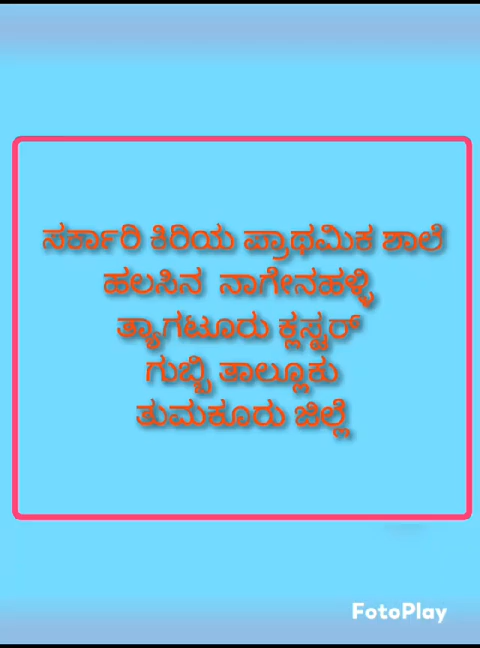 ಸರ್ಕಾರಿ ಕಿರಿಯ ಪ್ರಾಥಮಿಕ ಶಾಲೆ
ಹಲಸಿನ ನಾಗೇನಹಳ್ಳಿ
ತ್ಯಾಗಟೂರು ಕ್ಲಸ್ಟರ್
ಗುಬ್ಬಿ ತಾಲ್ಲೂಕು
ತುಮಕೂರು ಜಿಲ್ಲೆ
FotoPlay